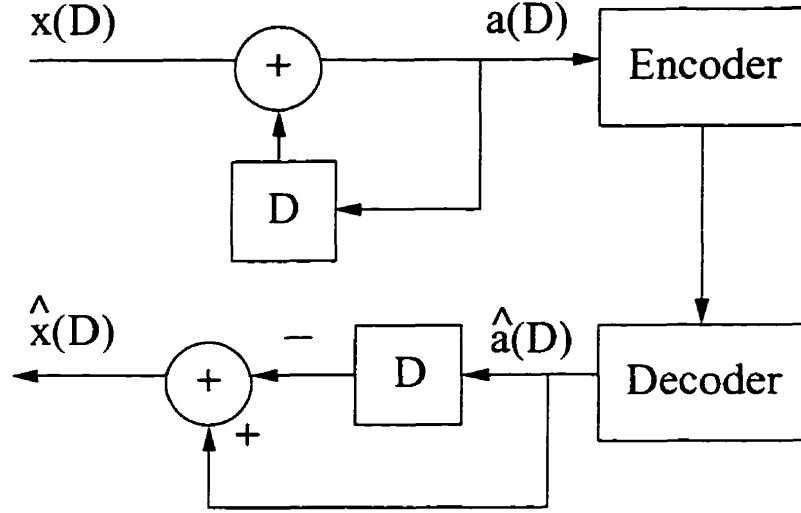 x(D)
a(D)
+
Encoder
D
x̂(D)
−
â(D)
+
D
Decoder
+